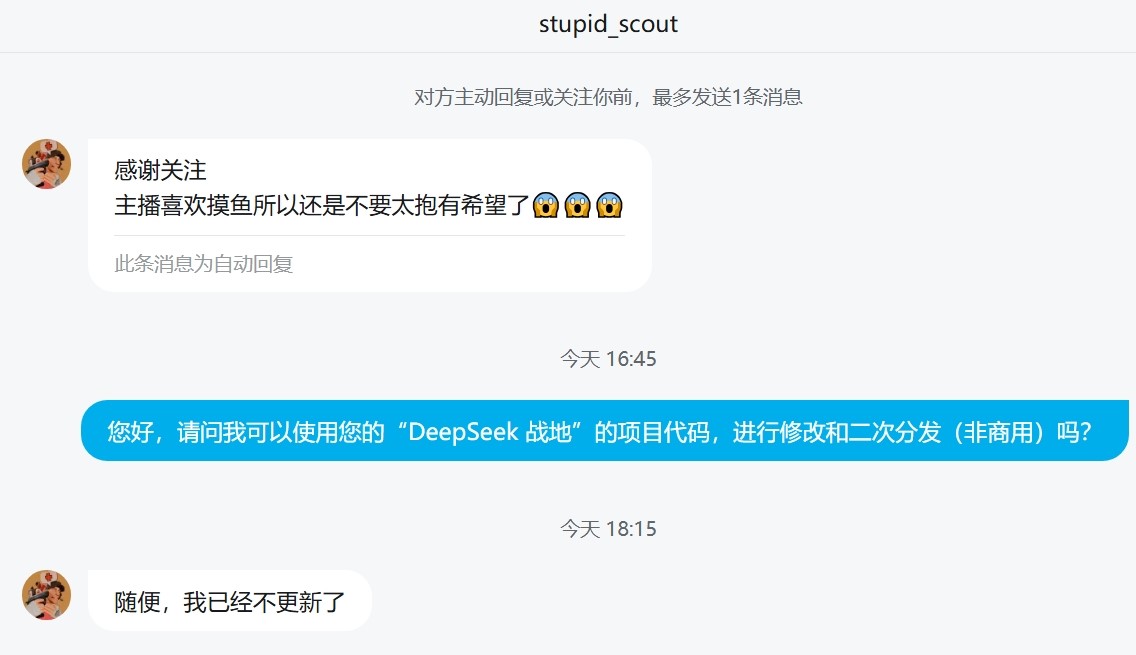 stupid_scout
对方主动回复或关注你前，最多发送1条消息
感谢关注
主播喜欢摸鱼所以还是不要太抱有希望了😱😱😱
此条消息为自动回复
今天 16:45
您好，请问我可以使用您的“DeepSeek 战地”的项目代码，进行修改和二次分发（非商用）吗？
今天 18:15
随便，我已经不更新了